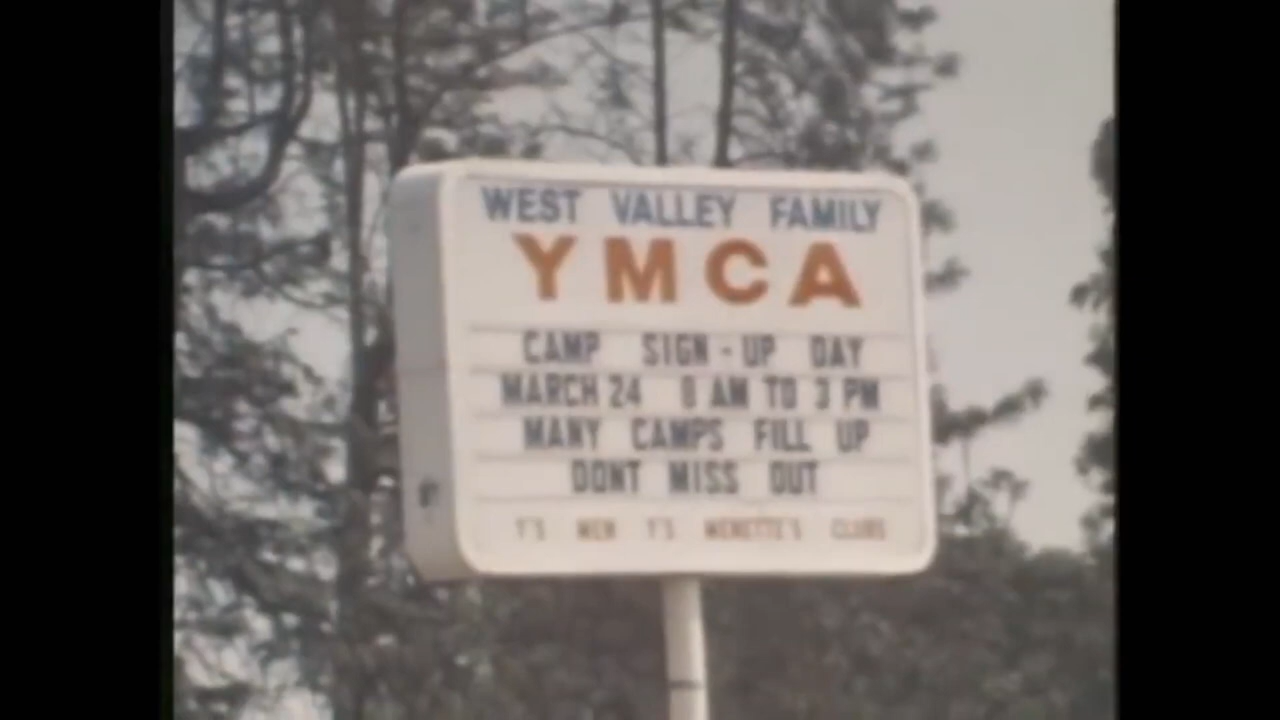 WEST VALLEY FAMILY
YMCA
CAMP SIGN-UP DAY
MARCH 24 8 AM TO 3 PM
MANY CAMPS FILL UP
DONT MISS OUT
Y'S MEN Y'S MENETTE'S CLUBS